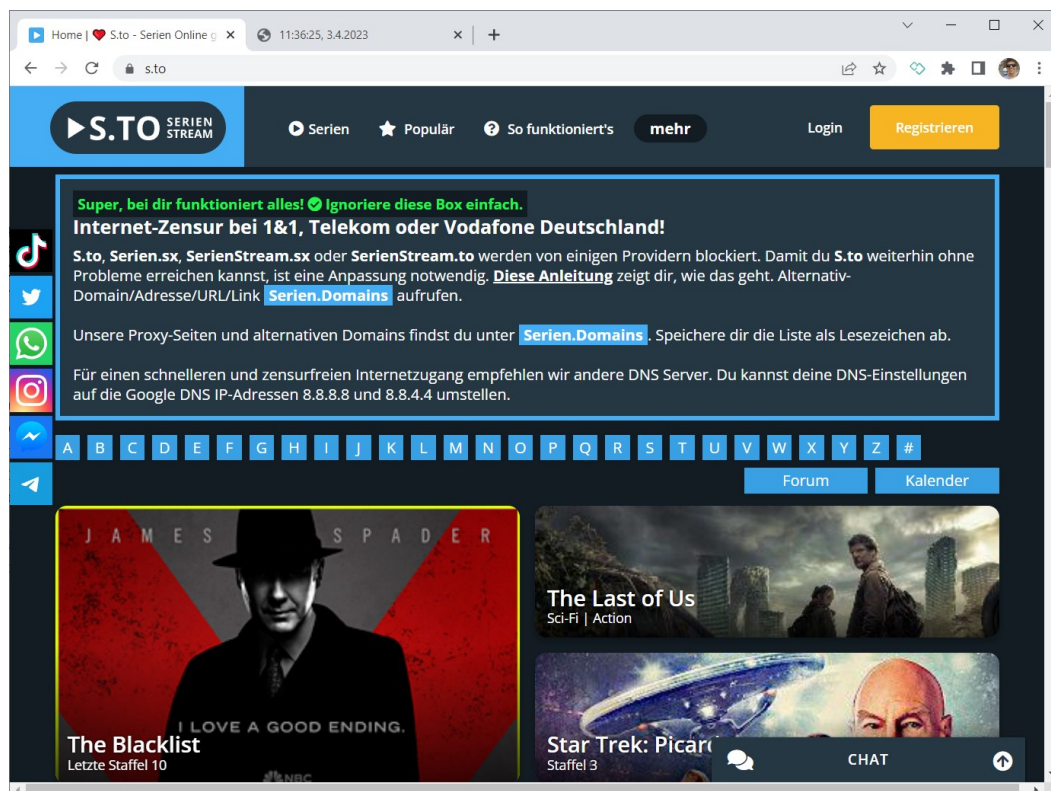 Home | ❤ S.to - Serien Online g
11:36:25, 3.4.2023
s.to
S.TO SERIEN STREAM
Serien
Populär
So funktioniert's
mehr
Login
Registrieren
Super, bei dir funktioniert alles! Ignoriere diese Box einfach.
Internet-Zensur bei 1&1, Telekom oder Vodafone Deutschland!
S.to, Serien.sx, SerienStream.sx oder SerienStream.to werden von einigen Providern blockiert. Damit du S.to weiterhin ohne
Probleme erreichen kannst, ist eine Anpassung notwendig. Diese Anleitung zeigt dir, wie das geht. Alternativ-
Domain/Adresse/URL/Link Serien.Domains aufrufen.
Unsere Proxy-Seiten und alternativen Domains findst du unter Serien.Domains. Speichere dir die Liste als Lesezeichen ab.
Für einen schnelleren und zensurfreien Internetzugang empfehlen wir andere DNS Server. Du kannst deine DNS-Einstellungen
auf die Google DNS IP-Adressen 8.8.8.8 und 8.8.4.4 umstellen.
A B C D E F G H I J K L M N O P Q R S T U V W X Y Z #
Forum
Kalender
JAMES SPADER
I LOVE A GOOD ENDING.
The Blacklist
Letzte Staffel 10
NBC
The Last of Us
Sci-Fi | Action
Star Trek: Picard
Staffel 3
CHAT